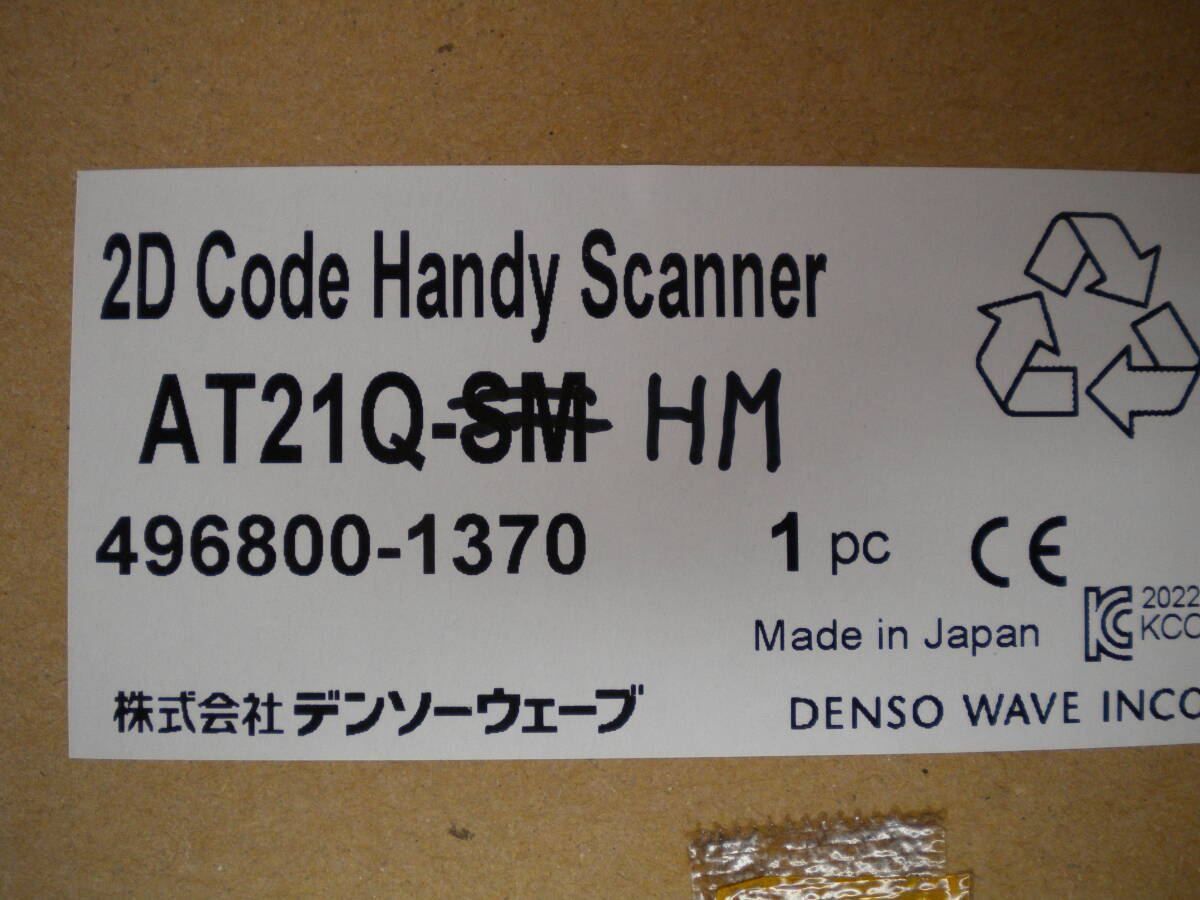 2D Code Handy Scanner
AT21Q-SM HM
496800-1370 1 pc CE
KC 2022
Made in Japan KCC
株式会社 デンソーウェーブ DENSO WAVE INCO